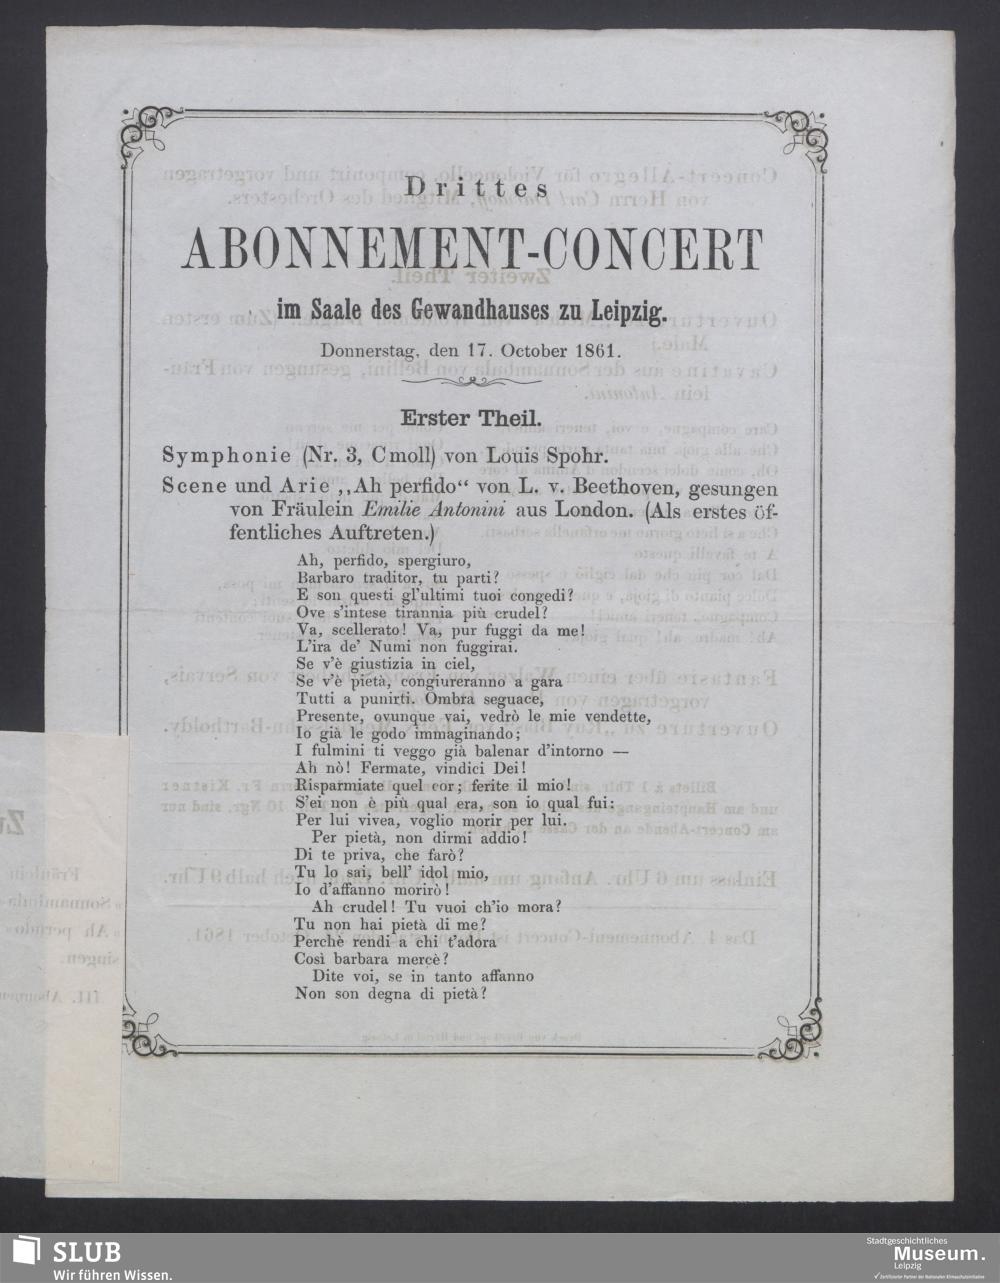 Drittes
ABONNEMENT-CONCERT
im Saale des Gewandhauses zu Leipzig.
Donnerstag, den 17. October 1861.
Erster Theil.
Symphonie (Nr. 3, C moll) von Louis Spohr.
Scene und Arie ,,Ah perfido“ von L. v. Beethoven, gesungen
von Fräulein Emilie Antonini aus London. (Als erstes öf-
fentliches Auftreten.)
Ah, perfido, spergiuro,
Barbaro traditor, tu parti?
E son questi gl'ultimi tuoi congedi?
Ove s'intese tirannia più crudel?
Va, scellerato! Va, pur fuggi da me!
L'ira de' Numi non fuggirai.
Se v'è giustizia in ciel,
Se v'è pietà, congiureranno a gara
Tutti a punirti. Ombra seguace,
Presente, ovunque vai, vedrò le mie vendette,
Io già le godo immaginando;
I fulmini ti veggo già balenar d'intorno —
Ah nò! Fermate, vindici Dei!
Risparmiate quel cor; ferite il mio!
S'ei non è più qual era, son io qual fui:
Per lui vivea, voglio morir per lui.
Per pietà, non dirmi addio!
Di te priva, che farò?
Tu lo sai, bell' idol mio,
Io d'affanno morirò!
Ah crudel! Tu vuoi ch'io mora?
Tu non hai pietà di me?
Perchè rendi a chi t'adora
Così barbara mercè?
Dite voi, se in tanto affanno
Non son degna di pietà?
SLUB
Wir führen Wissen.
Stadtgeschichtliches
Museum.
Leipzig